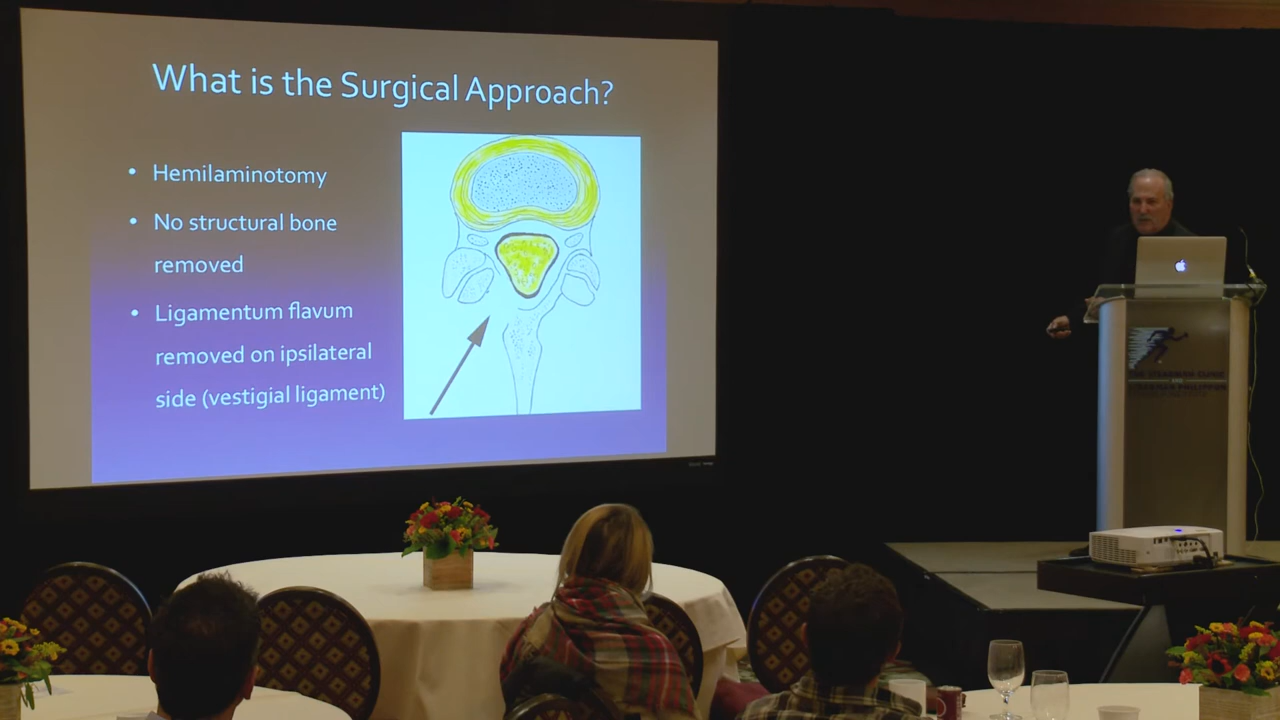 What is the Surgical Approach?
• Hemilaminotomy
• No structural bone
removed
• Ligamentum flavum
removed on ipsilateral
side (vestigial ligament)